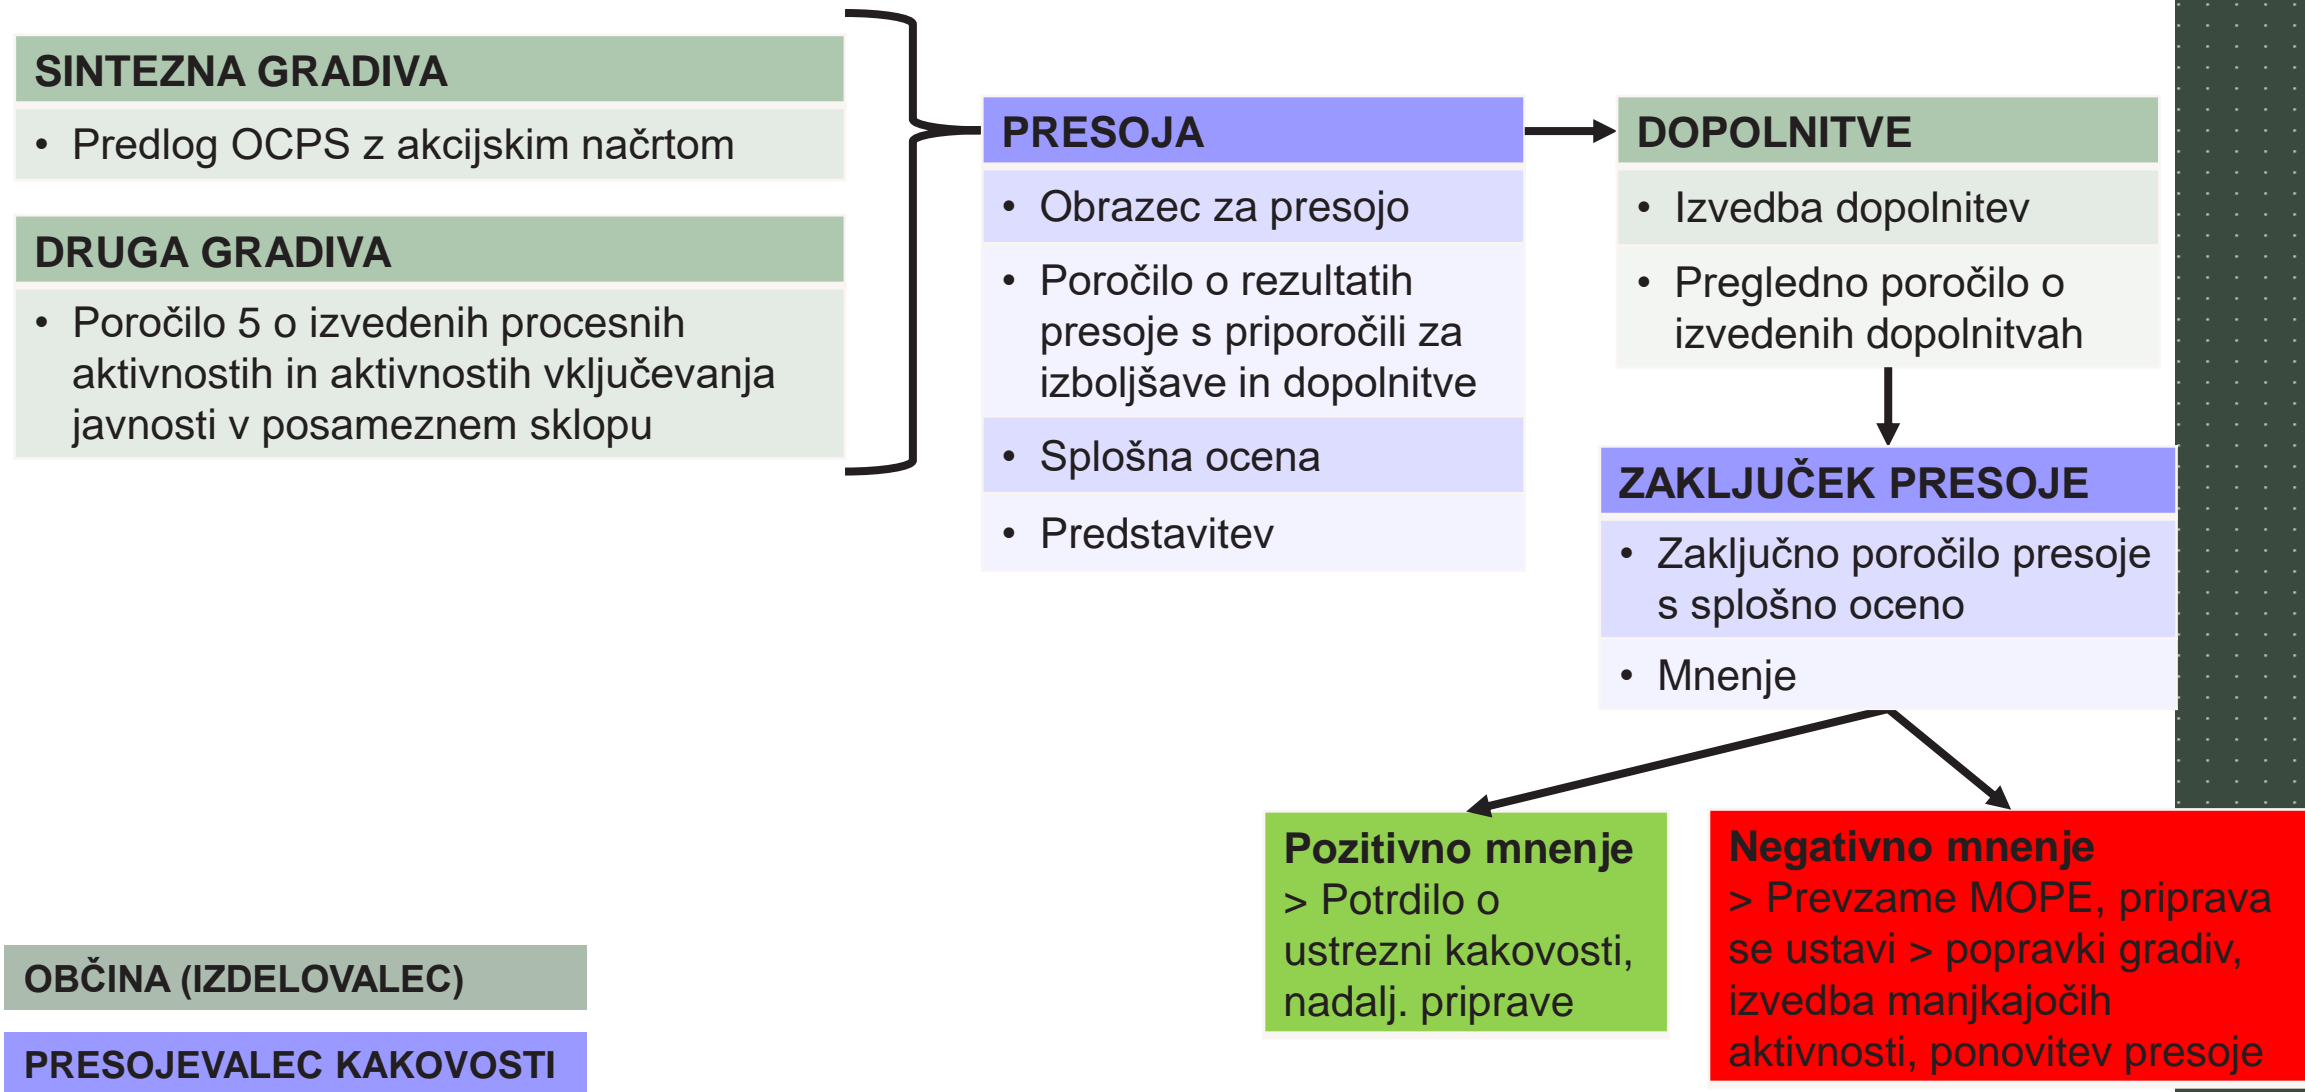 SINTEZNA GRADIVA
• Predlog OCPS z akcijskim načrtom
DRUGA GRADIVA
• Poročilo 5 o izvedenih procesnih
aktivnostih in aktivnostih vključevanja
javnosti v posameznem sklopu
PRESOJA
• Obrazec za presojo
• Poročilo o rezultatih
presoje s priporočili za
izboljšave in dopolnitve
• Splošna ocena
• Predstavitev
DOPOLNITVE
• Izvedba dopolnitev
• Pregledno poročilo o
izvedenih dopolnitvah
ZAKLJUČEK PRESOJE
• Zaključno poročilo presoje
s splošno oceno
• Mnenje
Pozitivno mnenje
> Potrdilo o
ustrezni kakovosti,
nadalj. priprave
Negativno mnenje
> Prevzame MOPE, priprava
se ustavi > popravki gradiv,
izvedba manjkajočih
aktivnosti, ponovitev presoje
OBČINA (IZDELOVALEC)
PRESOJEVALEC KAKOVOSTI